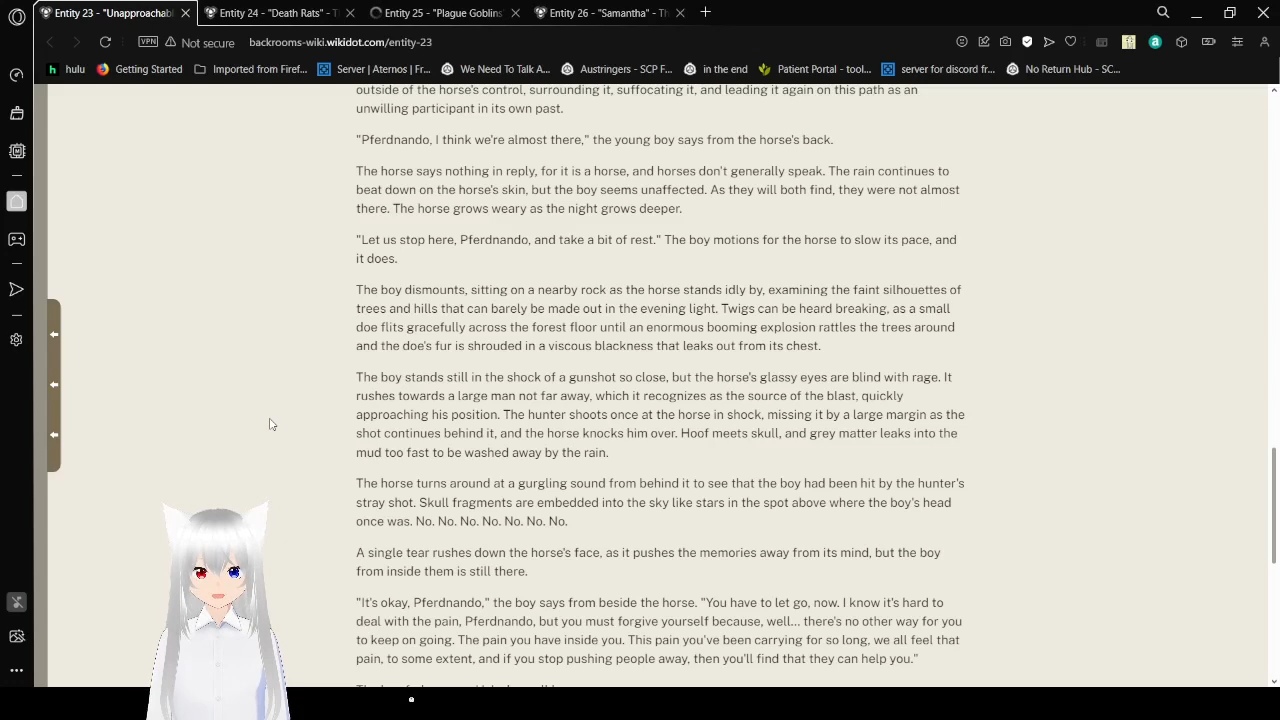 Entity 23 - "Unapproachabl
Entity 24 - "Death Rats" - T
Entity 25 - "Plague Goblins"
Entity 26 - "Samantha" - Th
VPN
Not secure
backrooms-wiki.wikidot.com/entity-23
hulu
Getting Started
Imported from Firef...
Server | Aternos | Fr...
We Need To Talk A...
Austringers - SCP F...
in the end
Patient Portal - tool...
server for discord fr...
No Return Hub - SC...
outside of the horse's control, surrounding it, suffocating it, and leading it again on this path as an
unwilling participant in its own past.
"Pferdnando, I think we're almost there," the young boy says from the horse's back.
The horse says nothing in reply, for it is a horse, and horses don't generally speak. The rain continues to
beat down on the horse's skin, but the boy seems unaffected. As they will both find, they were not almost
there. The horse grows weary as the night grows deeper.
"Let us stop here, Pferdnando, and take a bit of rest." The boy motions for the horse to slow its pace, and
it does.
The boy dismounts, sitting on a nearby rock as the horse stands idly by, examining the faint silhouettes of
trees and hills that can barely be made out in the evening light. Twigs can be heard breaking, as a small
doe flits gracefully across the forest floor until an enormous booming explosion rattles the trees around
and the doe's fur is shrouded in a viscous blackness that leaks out from its chest.
The boy stands still in the shock of a gunshot so close, but the horse's glassy eyes are blind with rage. It
rushes towards a large man not far away, which it recognizes as the source of the blast, quickly
approaching his position. The hunter shoots once at the horse in shock, missing it by a large margin as the
shot continues behind it, and the horse knocks him over. Hoof meets skull, and grey matter leaks into the
mud too fast to be washed away by the rain.
The horse turns around at a gurgling sound from behind it to see that the boy had been hit by the hunter's
stray shot. Skull fragments are embedded into the sky like stars in the spot above where the boy's head
once was. No. No. No. No. No. No. No.
A single tear rushes down the horse's face, as it pushes the memories away from its mind, but the boy
from inside them is still there.
"It's okay, Pferdnando," the boy says from beside the horse. "You have to let go, now. I know it's hard to
deal with the pain, Pferdnando, but you must forgive yourself because, well... there's no other way for you
to keep on going. The pain you have inside you. This pain you've been carrying for so long, we all feel that
pain, to some extent, and if you stop pushing people away, then you'll find that they can help you."